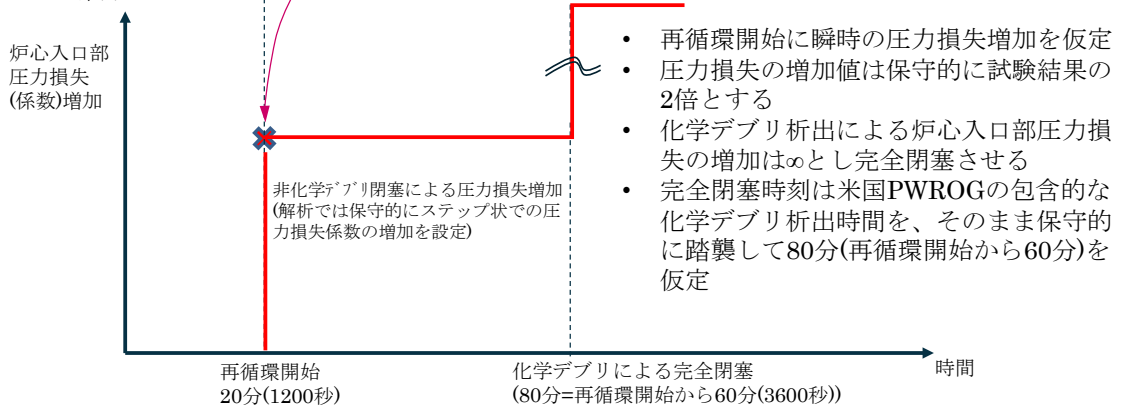 炉心入口部
圧力損失
(係数)増加
• 再循環開始に瞬時の圧力損失増加を仮定
• 圧力損失の増加値は保守的に試験結果の
2倍とする
• 化学デブリ析出による炉心入口部圧力損
失の増加は∞とし完全閉塞させる
• 完全閉塞時刻は米国PWROGの包含的な
化学デブリ析出時間を、そのまま保守的
に踏襲して80分(再循環開始から60分)を
仮定
非化学ﾃﾞﾌﾞﾘ閉塞による圧力損失増加
(解析では保守的にステップ状での圧
力損失係数の増加を設定)
時間
再循環開始
20分(1200秒)
化学デブリによる完全閉塞
(80分=再循環開始から60分(3600秒))